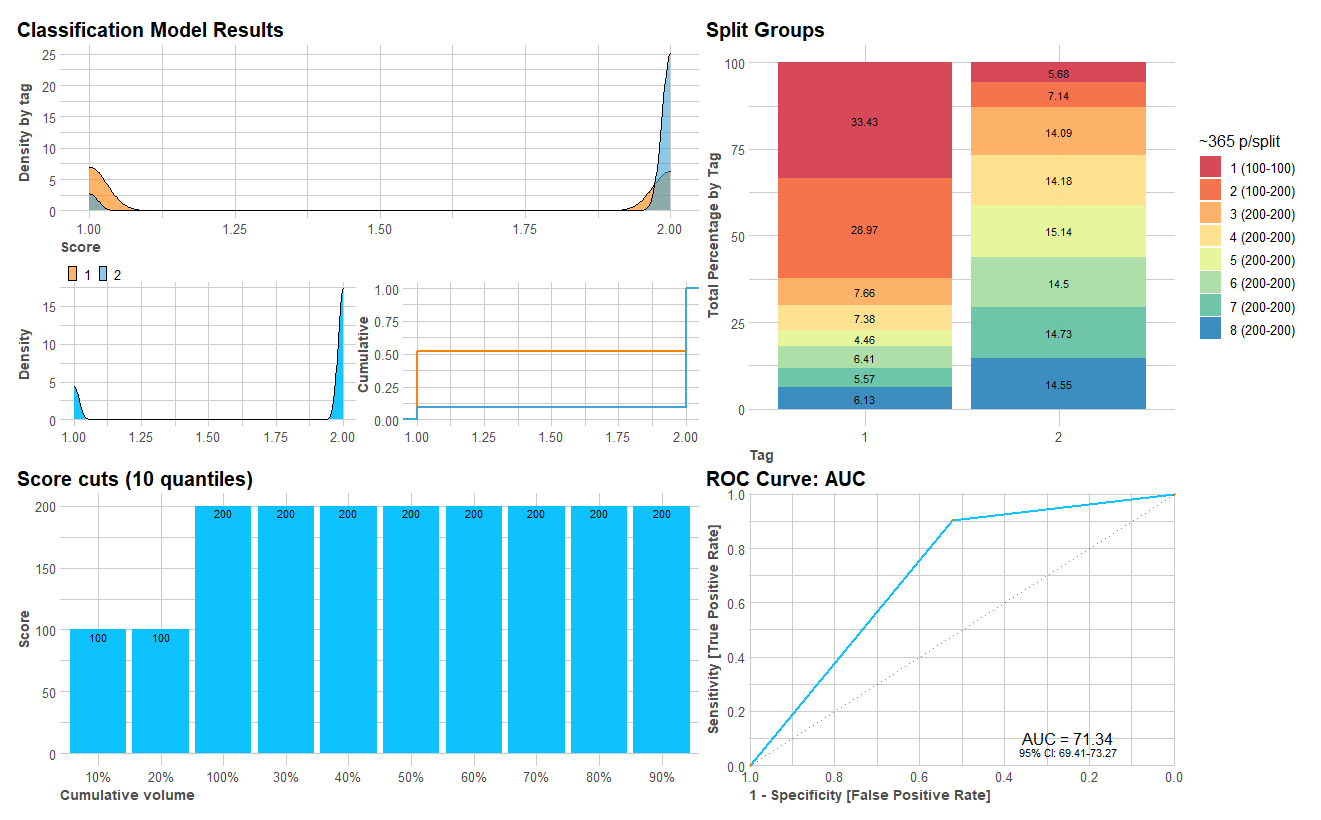 Classification Model Results
25
20
15
10
5
0
Density by tag
1.00 1.25 1.50 1.75 2.00
Score
1 2
15
10
5
0
Density
1.00 1.25 1.50 1.75 2.00
1.00
0.75
0.50
0.25
0.00
Cumulative
1.00 1.25 1.50 1.75 2.00
Split Groups
100
75
50
25
0
Total Percentage by Tag
33.43
28.97
7.66
7.38
4.46
6.41
5.57
6.13
5.68
7.14
14.09
14.18
15.14
14.5
14.73
14.55
1 2
Tag
~365 p/split
1 (100-100)
2 (100-200)
3 (200-200)
4 (200-200)
5 (200-200)
6 (200-200)
7 (200-200)
8 (200-200)
Score cuts (10 quantiles)
200
150
100
50
0
Score
100 100 200 200 200 200 200 200 200 200
10% 20% 100% 30% 40% 50% 60% 70% 80% 90%
Cumulative volume
ROC Curve: AUC
1.0
0.8
0.6
0.4
0.2
0.0
Sensitivity [True Positive Rate]
AUC = 71.34
95% CI: 69.41-73.27
1.0 0.8 0.6 0.4 0.2 0.0
1 - Specificity [False Positive Rate]